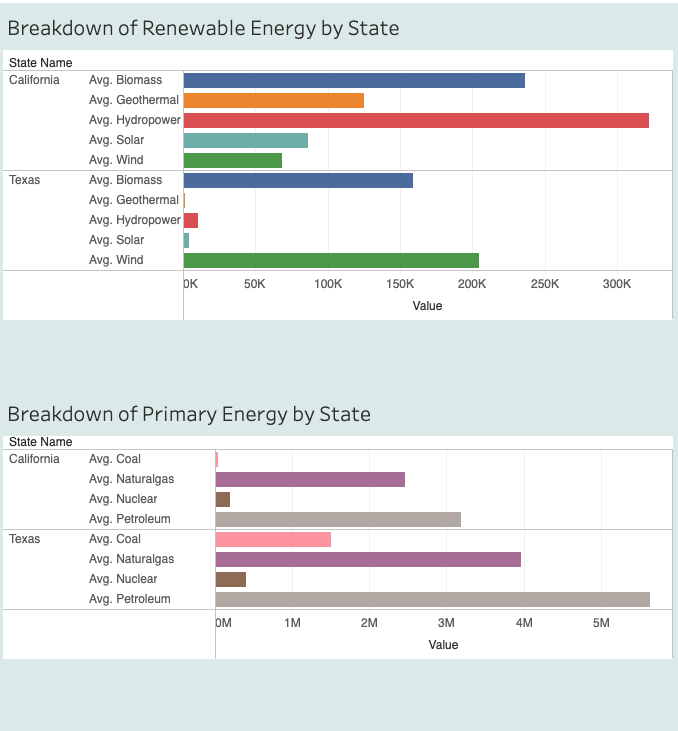 Breakdown of Renewable Energy by State
State Name
California Avg. Biomass
Avg. Geothermal
Avg. Hydropower
Avg. Solar
Avg. Wind
Texas Avg. Biomass
Avg. Geothermal
Avg. Hydropower
Avg. Solar
Avg. Wind
0K 50K 100K 150K 200K 250K 300K
Value
Breakdown of Primary Energy by State
State Name
California Avg. Coal
Avg. Naturalgas
Avg. Nuclear
Avg. Petroleum
Texas Avg. Coal
Avg. Naturalgas
Avg. Nuclear
Avg. Petroleum
0M 1M 2M 3M 4M 5M
Value